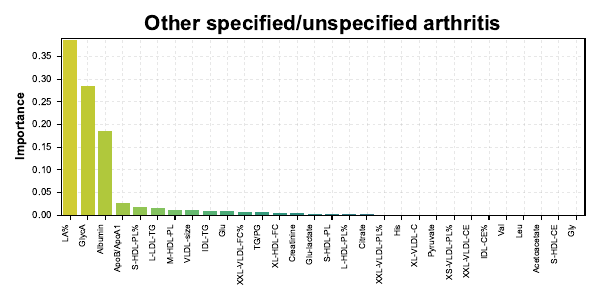 Other specified/unspecified arthritis
Importance
0.35
0.30
0.25
0.20
0.15
0.10
0.05
0.00
LA%
GlycA
Albumin
ApoB/ApoA1
S-HDL-PL%
L-LDL-TG
M-HDL-PL
VLDL-size
IDL-TG
Glu
XXL-VLDL-FC%
TG/PG
XL-HDL-FC
Creatinine
Glu-lactate
S-HDL-PL
L-HDL-PL%
Citrate
XXL-VLDL-PL%
His
XL-VLDL-C
Pyruvate
XS-VLDL-PL%
XXL-VLDL-CE
IDL-CE%
Val
Leu
Acetoacetate
S-HDL-CE
Gly